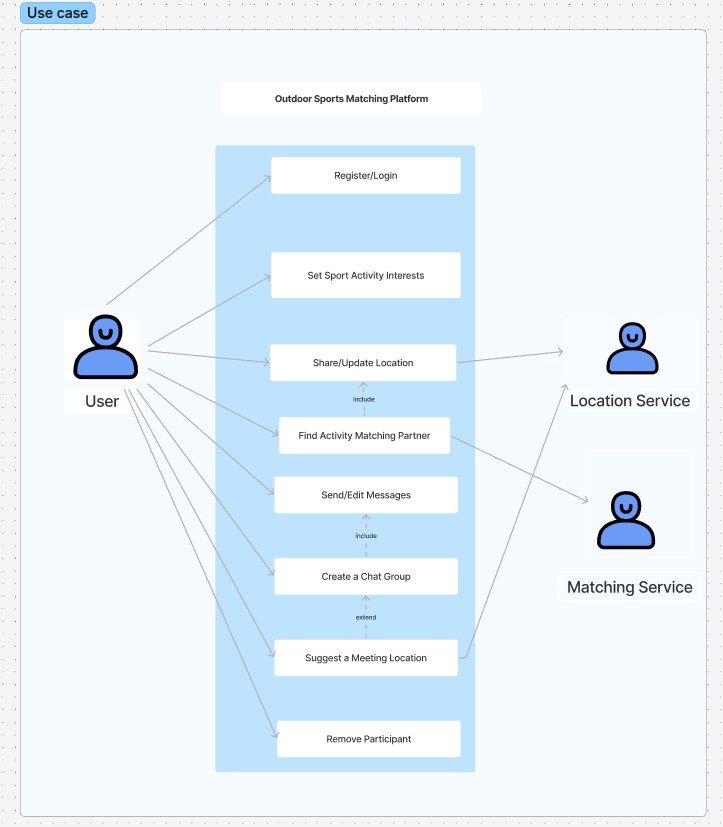 Use case
Outdoor Sports Matching Platform
Register/Login
Set Sport Activity Interests
Share/Update Location
include
Find Activity Matching Partner
User
Location Service
Send/Edit Messages
include
Create a Chat Group
Matching Service
extend
Suggest a Meeting Location
Remove Participant